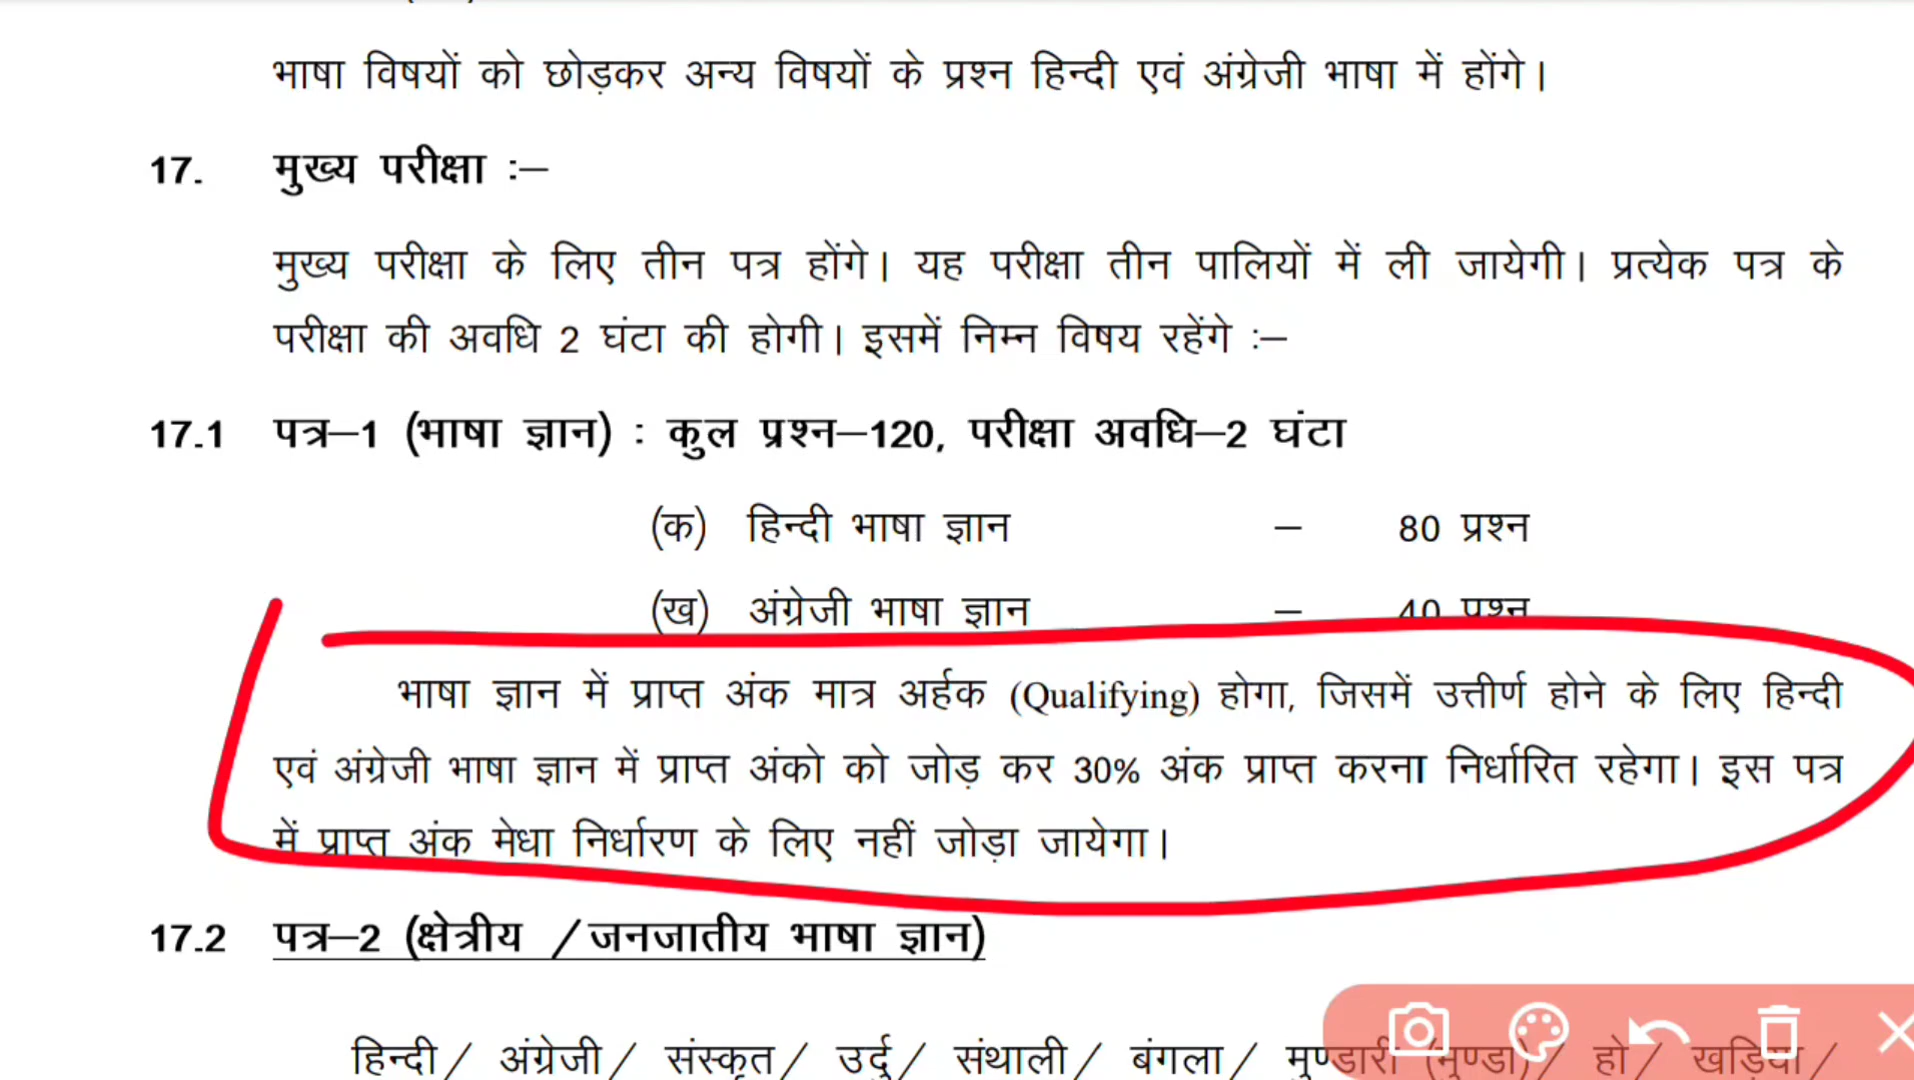 भाषा विषयों को छोड़कर अन्य विषयों के प्रश्न हिन्दी एवं अंग्रेजी भाषा में होंगे।
17. मुख्य परीक्षा :–
मुख्य परीक्षा के लिए तीन पत्र होंगे। यह परीक्षा तीन पालियों में ली जायेगी। प्रत्येक पत्र के
परीक्षा की अवधि 2 घंटा की होगी। इसमें निम्न विषय रहेंगे :–
17.1 पत्र–1 (भाषा ज्ञान) : कुल प्रश्न–120, परीक्षा अवधि–2 घंटा
(क) हिन्दी भाषा ज्ञान – 80 प्रश्न
(ख) अंग्रेजी भाषा ज्ञान – 40 प्रश्न
भाषा ज्ञान में प्राप्त अंक मात्र अर्हक (Qualifying) होगा, जिसमें उत्तीर्ण होने के लिए हिन्दी
एवं अंग्रेजी भाषा ज्ञान में प्राप्त अंको को जोड़ कर 30% अंक प्राप्त करना निर्धारित रहेगा। इस पत्र
में प्राप्त अंक मेधा निर्धारण के लिए नहीं जोड़ा जायेगा।
17.2 पत्र–2 (क्षेत्रीय /जनजातीय भाषा ज्ञान)
हिन्दी/ अंग्रेजी/ संस्कृत/ उर्दु/ संथाली/ बंगला/ मुण्डारी (मुण्डा)/ हो/ खड़िया/